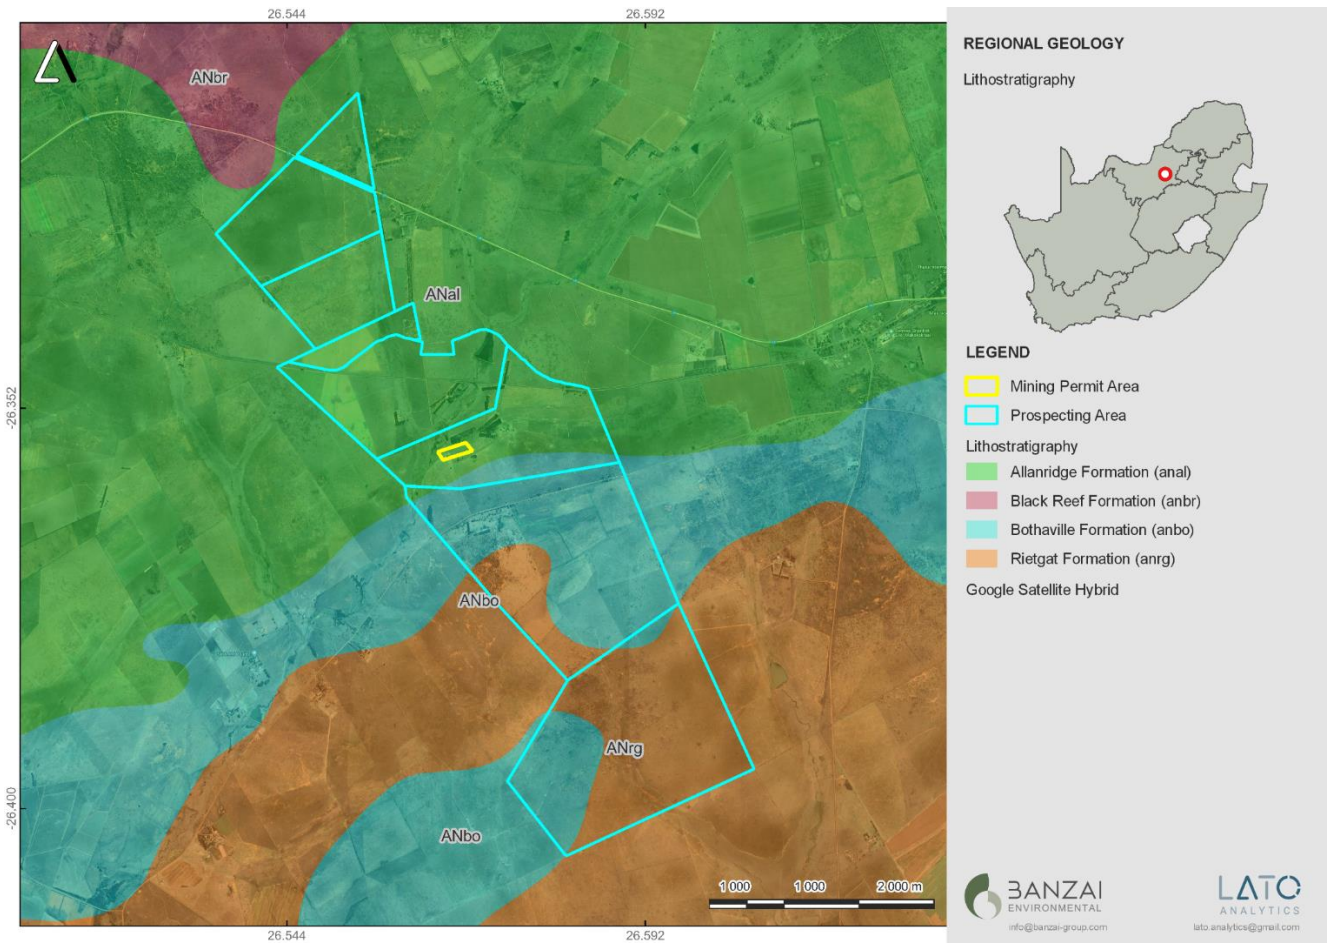 26.544
26.592
REGIONAL GEOLOGY
Lithostratigraphy
ANbr
ANal
-26.352
LEGEND
Mining Permit Area
Prospecting Area
Lithostratigraphy
Allanridge Formation (anal)
Black Reef Formation (anbr)
Bothaville Formation (anbo)
Rietgat Formation (anrg)
Google Satellite Hybrid
ANbo
ANrg
-26.400
ANbo
1 000
1 000
2 000 m
26.544
26.592
BANZAI
ENVIRONMENTAL
info@banzai-group.com
LATO
ANALYTICS
lato.analytics@gmail.com